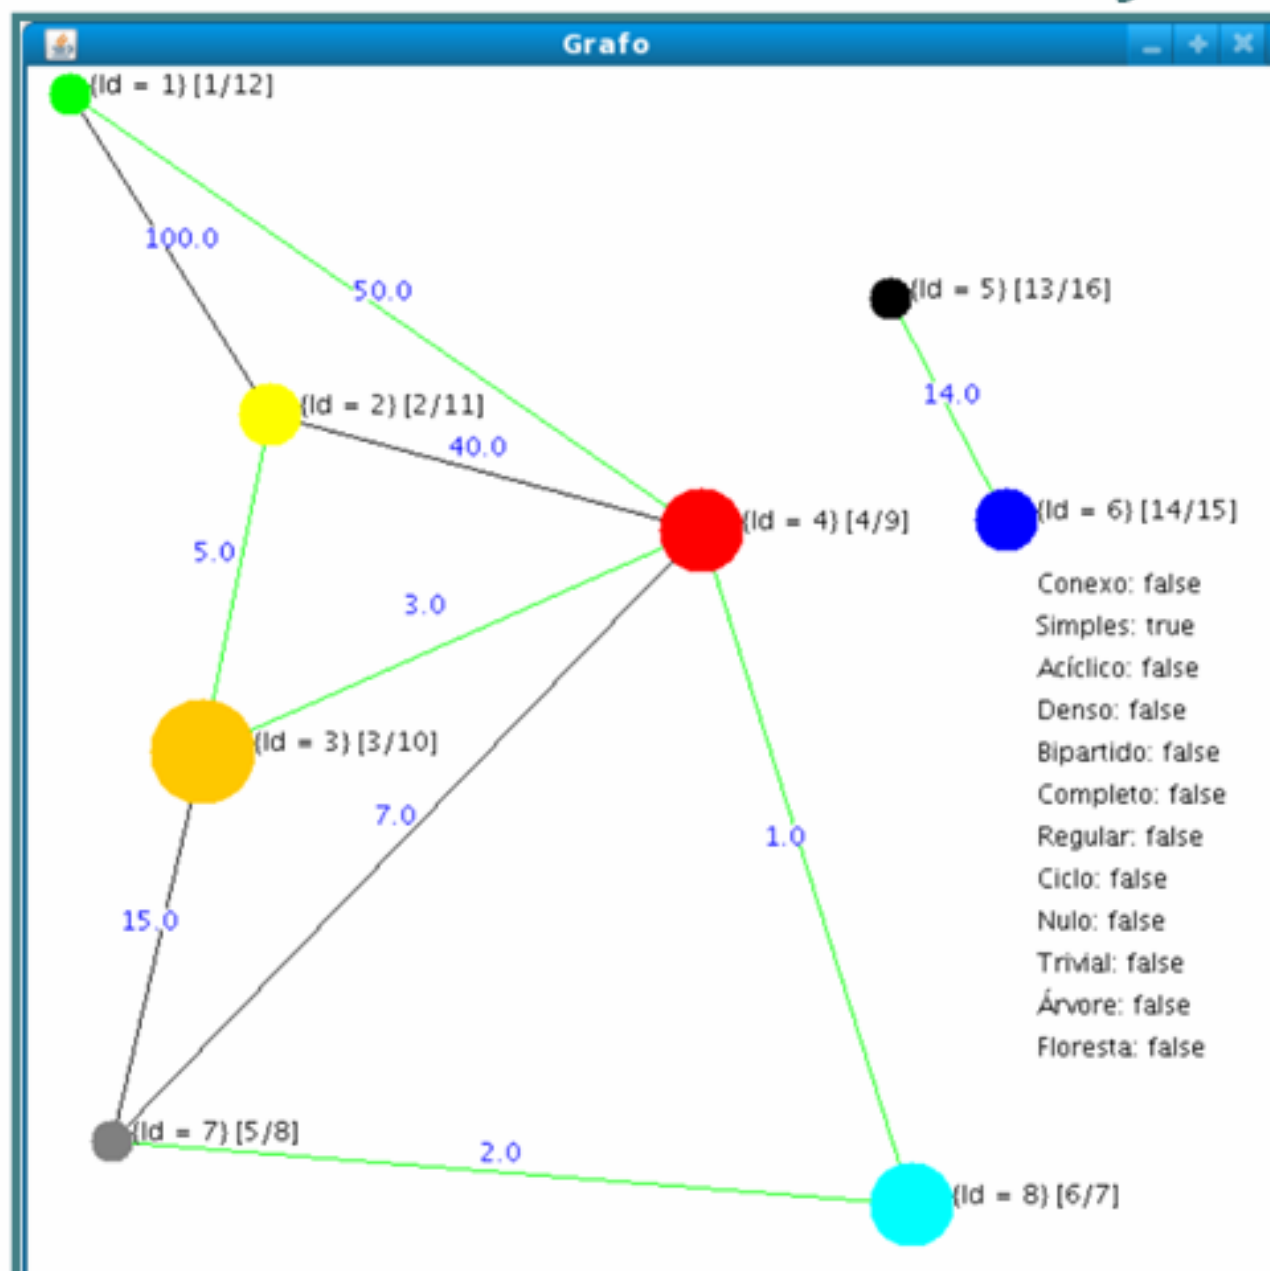 Grafo
{Id = 1} [1/12]
100.0
50.0
{Id = 5} [13/16]
14.0
{Id = 2} [2/11]
40.0
{Id = 4} [4/9]
{Id = 6} [14/15]
5.0
3.0
Conexo: false
Simples: true
Acíclico: false
Denso: false
Bipartido: false
Completo: false
Regular: false
Ciclo: false
Nulo: false
Trivial: false
Árvore: false
Floresta: false
{Id = 3} [3/10]
7.0
1.0
15.0
{Id = 7} [5/8]
2.0
{Id = 8} [6/7]